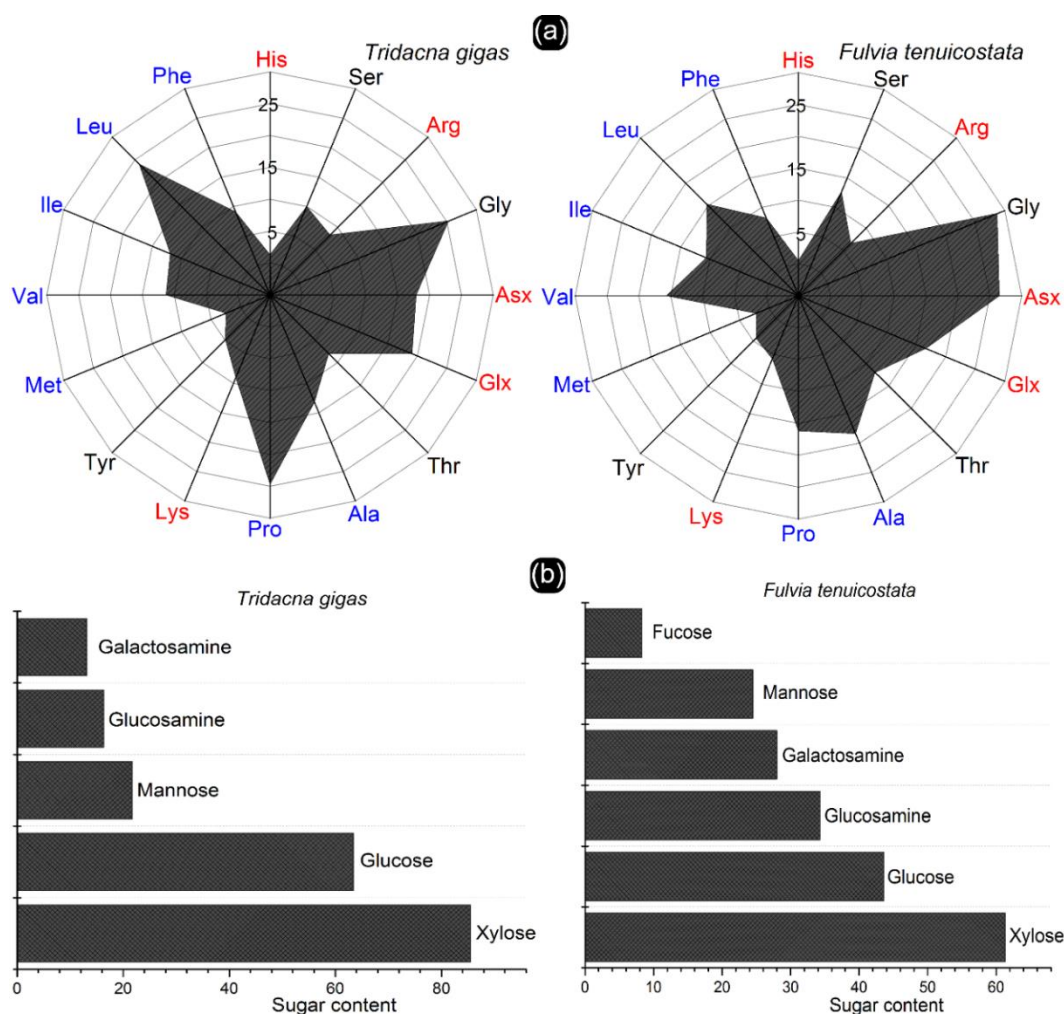 (a)
Tridacna gigas
His
Ser
Arg
Gly
Asx
Glx
Thr
Ala
Pro
Lys
Tyr
Met
Val
Ile
Leu
Phe
25
15
5
Fulvia tenuicostata
His
Ser
Arg
Gly
Asx
Glx
Thr
Ala
Pro
Lys
Tyr
Met
Val
Ile
Leu
Phe
25
15
5
(b)
Tridacna gigas
Galactosamine
Glucosamine
Mannose
Glucose
Xylose
0 20 40 60 80
Sugar content
Fulvia tenuicostata
Fucose
Mannose
Galactosamine
Glucosamine
Glucose
Xylose
0 10 20 30 40 50 60
Sugar content